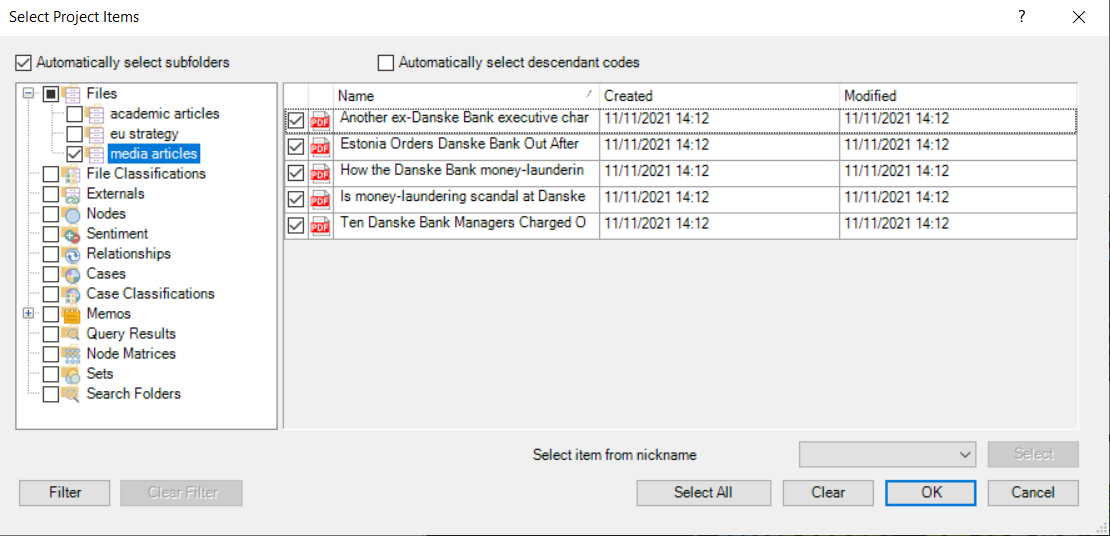 Select Project Items
?
Automatically select subfolders
Automatically select descendant codes
Files
academic articles
eu strategy
media articles
File Classifications
Externals
Nodes
Sentiment
Relationships
Cases
Case Classifications
Memos
Query Results
Node Matrices
Sets
Search Folders
Name Created Modified
PDF Another ex-Danske Bank executive char 11/11/2021 14:12 11/11/2021 14:12
PDF Estonia Orders Danske Bank Out After 11/11/2021 14:12 11/11/2021 14:12
PDF How the Danske Bank money-launderin 11/11/2021 14:12 11/11/2021 14:12
PDF Is money-laundering scandal at Danske 11/11/2021 14:12 11/11/2021 14:12
PDF Ten Danske Bank Managers Charged O 11/11/2021 14:12 11/11/2021 14:12
Select item from nickname Select
Filter Clear Filter Select All Clear OK Cancel